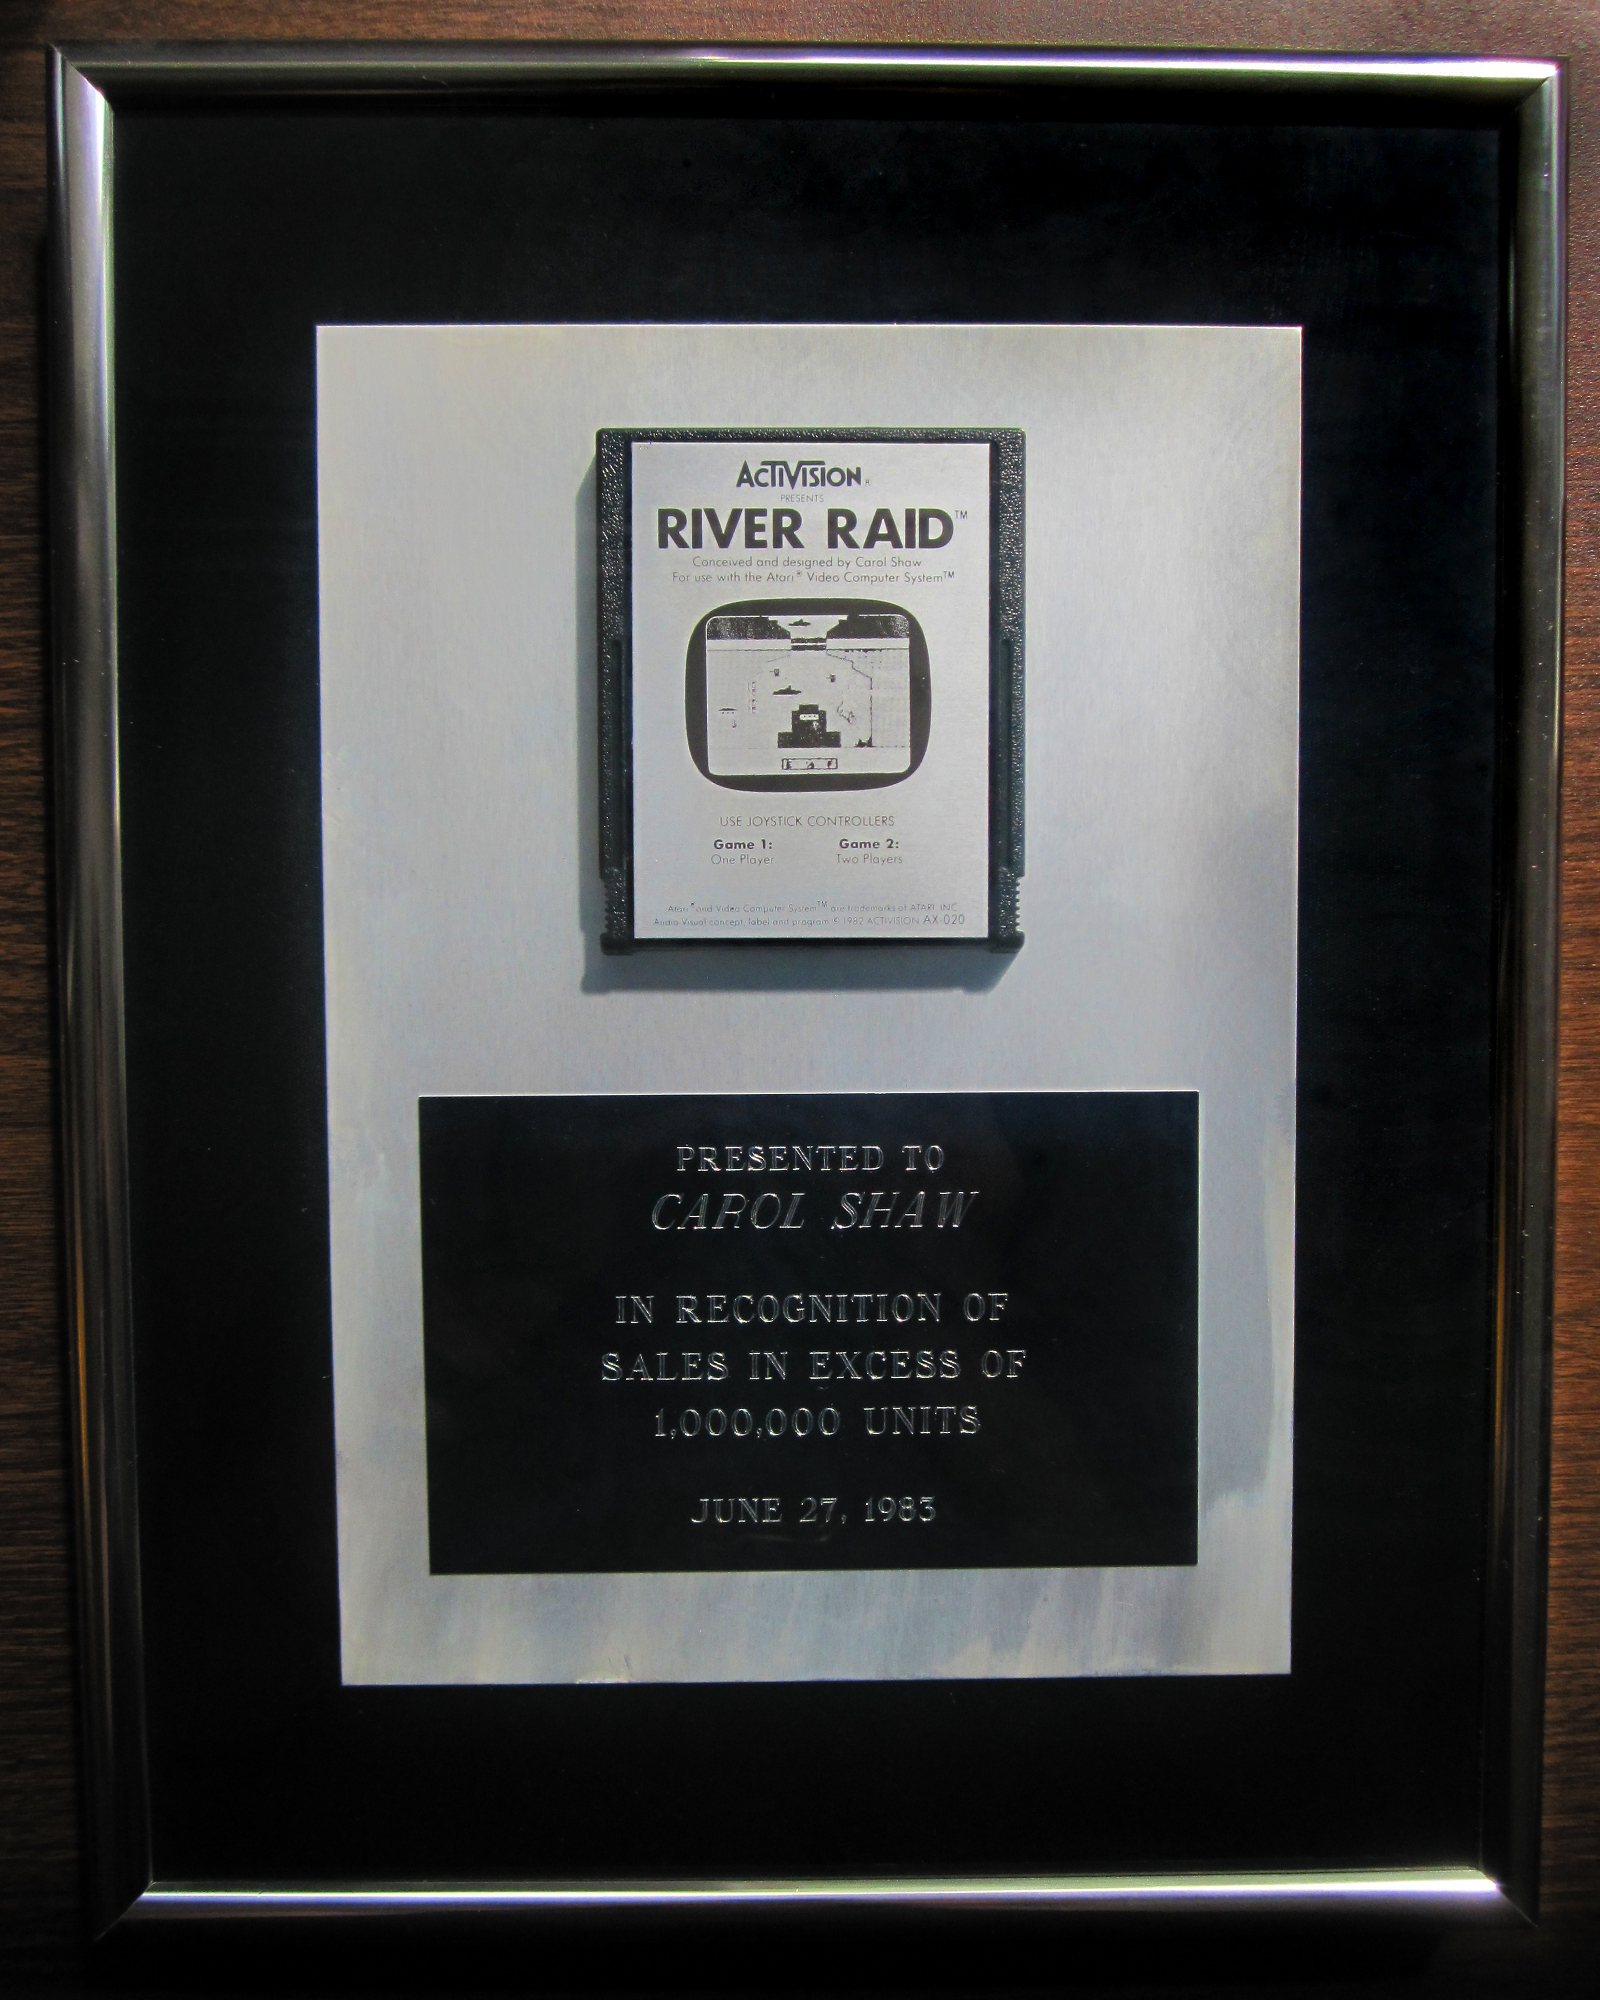 ACTIVISION®
PRESENTS
RIVER RAID™
Conceived and designed by Carol Shaw
For use with the Atari® Video Computer System™
USE JOYSTICK CONTROLLERS
Game 1: Game 2:
One Player Two Players
Atari® and Video Computer System™ are trademarks of ATARI, INC.
Audio Visual concept, label and program © 1982 ACTIVISION AX-020
PRESENTED TO
CAROL SHAW
IN RECOGNITION OF
SALES IN EXCESS OF
1,000,000 UNITS
JUNE 27, 1983